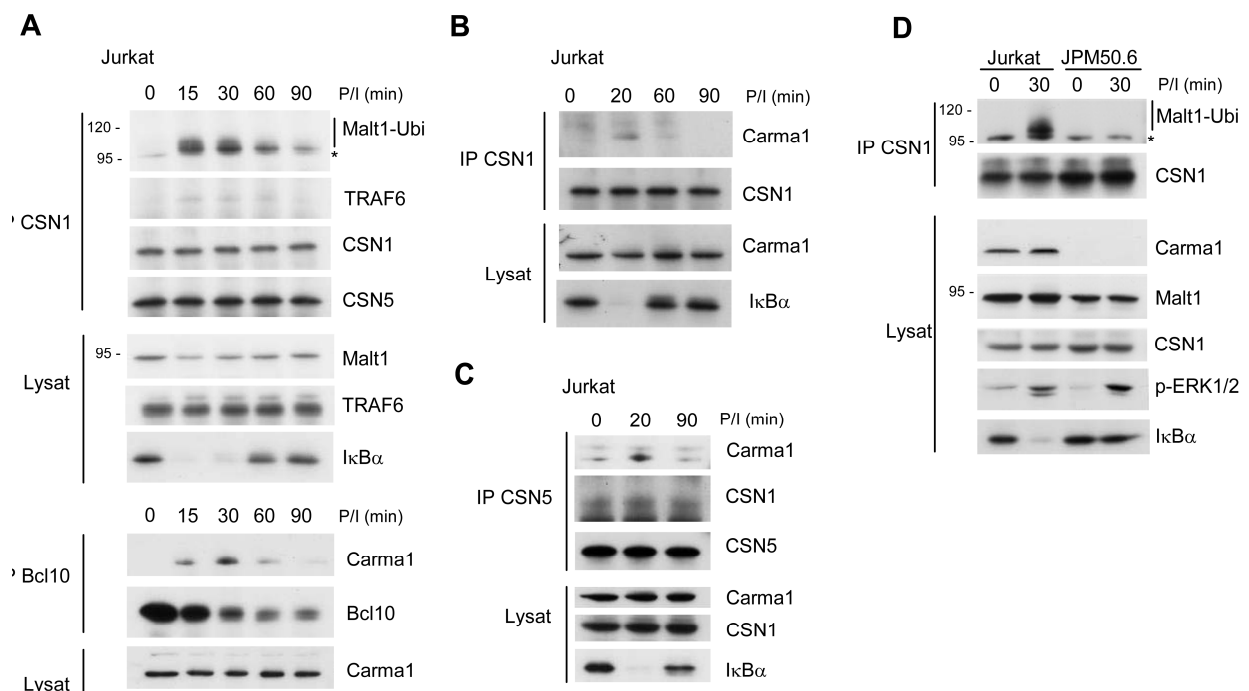 A
Jurkat
0 15 30 60 90 P/I (min)
120 -
95 -
Malt1-Ubi
*
TRAF6
P CSN1
CSN1
CSN5
95 -
Malt1
Lysat
TRAF6
IκBα
0 15 30 60 90 P/I (min)
Carma1
P Bcl10
Bcl10
Carma1
Lysat
B
Jurkat
0 20 60 90 P/I (min)
Carma1
IP CSN1
CSN1
Carma1
Lysat
IκBα
C
Jurkat
0 20 90 P/I (min)
Carma1
IP CSN5
CSN1
CSN5
Carma1
Lysat
CSN1
IκBα
D
Jurkat JPM50.6
0 30 0 30 P/I (min)
120 -
95 -
Malt1-Ubi
*
IP CSN1
CSN1
Carma1
95 -
Malt1
Lysat
CSN1
p-ERK1/2
IκBα